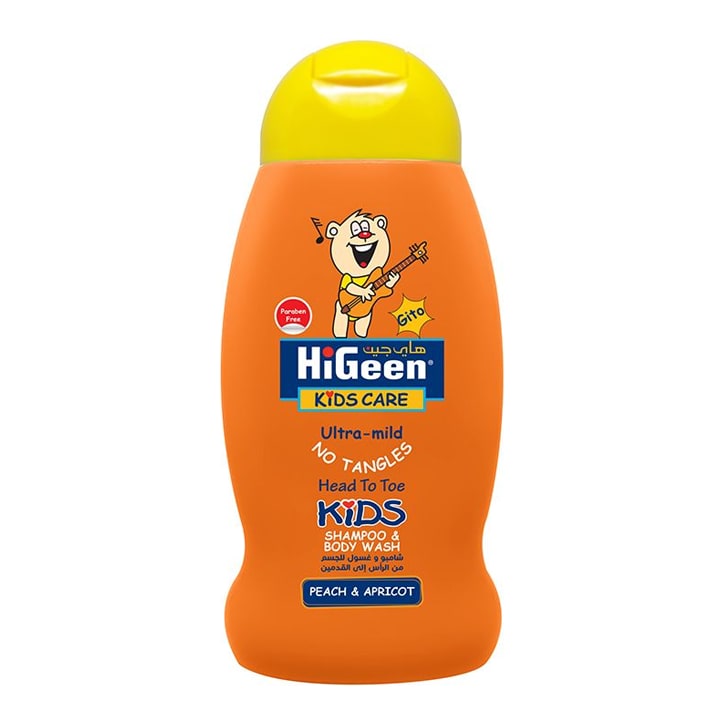 Paraben
Free
Gito
هاي جين
HiGeen®
KiDS CARE
Ultra-mild
NO TANGLES
Head To Toe
KiDS
SHAMPOO &
BODY WASH
شامبو و غسول للجسم
من الرأس إلى القدمين
PEACH & APRICOT